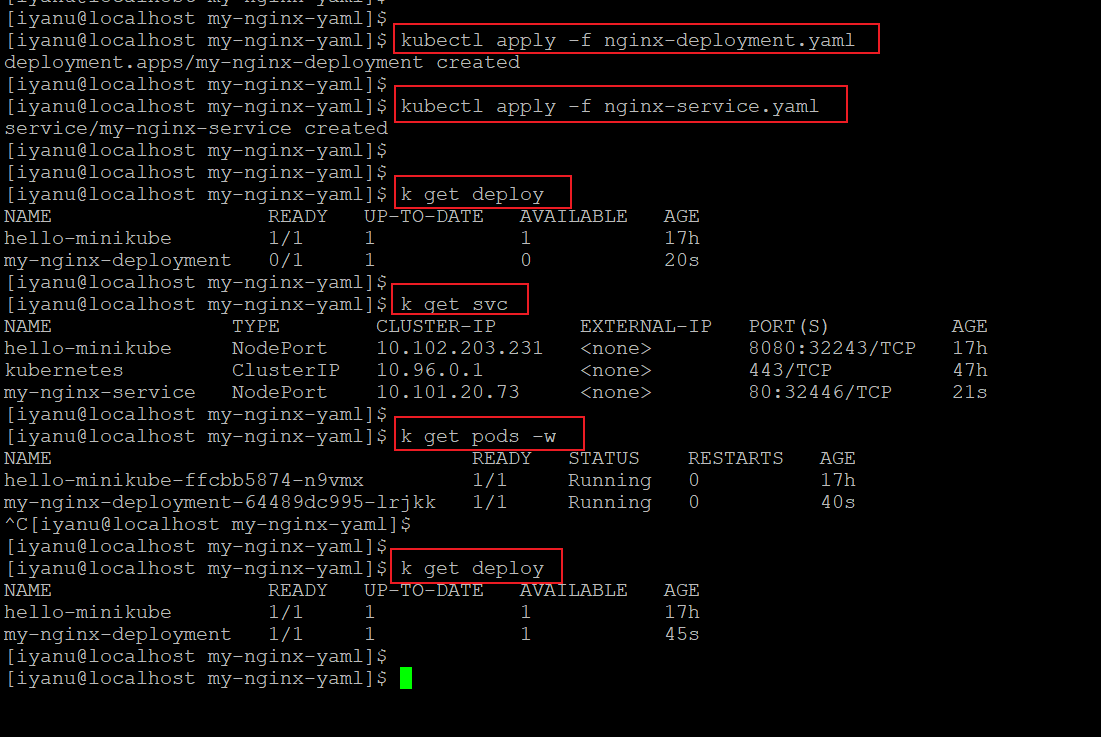 [iyanu@localhost my-nginx-yaml]$
[iyanu@localhost my-nginx-yaml]$
[iyanu@localhost my-nginx-yaml]$ kubectl apply -f nginx-deployment.yaml
deployment.apps/my-nginx-deployment created
[iyanu@localhost my-nginx-yaml]$
[iyanu@localhost my-nginx-yaml]$ kubectl apply -f nginx-service.yaml
service/my-nginx-service created
[iyanu@localhost my-nginx-yaml]$
[iyanu@localhost my-nginx-yaml]$
[iyanu@localhost my-nginx-yaml]$ k get deploy
NAME                  READY   UP-TO-DATE   AVAILABLE   AGE
hello-minikube        1/1     1            1           17h
my-nginx-deployment   0/1     1            0           20s
[iyanu@localhost my-nginx-yaml]$
[iyanu@localhost my-nginx-yaml]$ k get svc
NAME               TYPE        CLUSTER-IP       EXTERNAL-IP   PORT(S)          AGE
hello-minikube     NodePort    10.102.203.231   <none>        8080:32243/TCP   17h
kubernetes         ClusterIP   10.96.0.1        <none>        443/TCP          47h
my-nginx-service   NodePort    10.101.20.73     <none>        80:32446/TCP     21s
[iyanu@localhost my-nginx-yaml]$
[iyanu@localhost my-nginx-yaml]$ k get pods -w
NAME                                   READY   STATUS    RESTARTS   AGE
hello-minikube-ffcbb5874-n9vmx         1/1     Running   0          17h
my-nginx-deployment-64489dc995-lrjkk   1/1     Running   0          40s
^C[iyanu@localhost my-nginx-yaml]$
[iyanu@localhost my-nginx-yaml]$
[iyanu@localhost my-nginx-yaml]$ k get deploy
NAME                  READY   UP-TO-DATE   AVAILABLE   AGE
hello-minikube        1/1     1            1           17h
my-nginx-deployment   1/1     1            1           45s
[iyanu@localhost my-nginx-yaml]$
[iyanu@localhost my-nginx-yaml]$